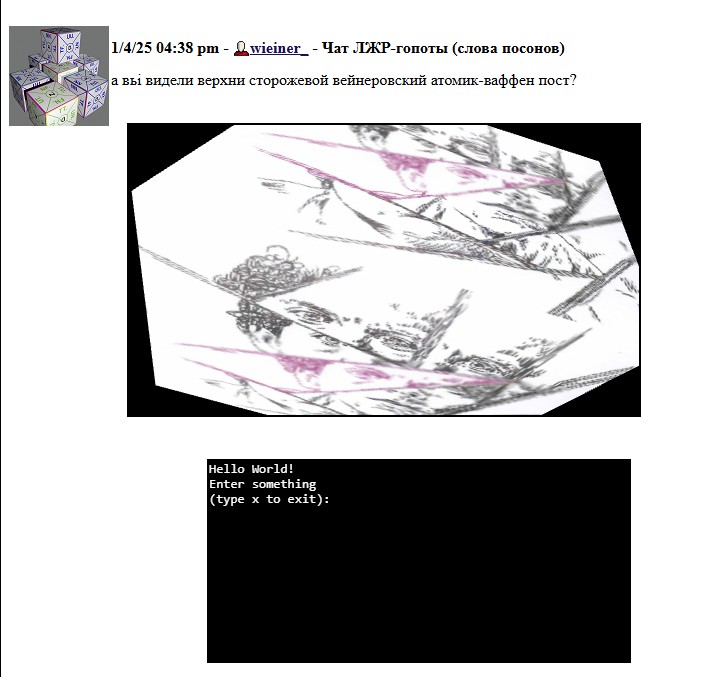 1/4/25 04:38 pm - wieiner_ - Чат ЛЖР-гопоты (слова посонов)
а вьі видели верхни сторожевой вейнеровский атомик-ваффен пост?
Hello World!
Enter something
(type x to exit):